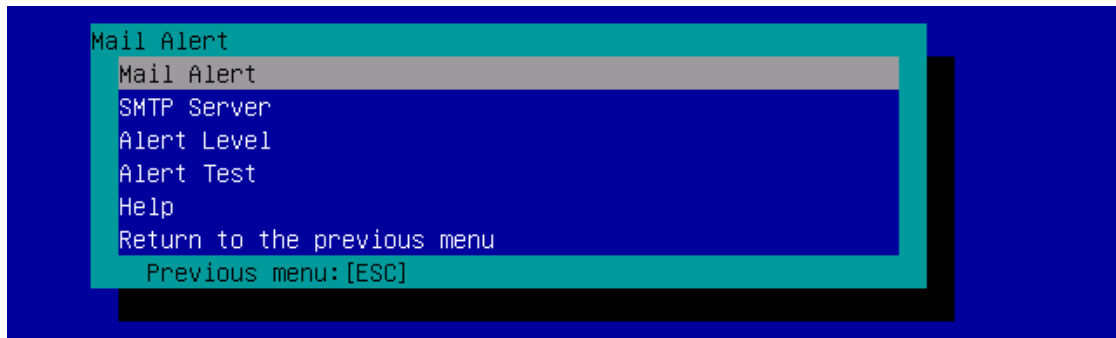 Mail Alert
Mail Alert
SMTP Server
Alert Level
Alert Test
Help
Return to the previous menu
Previous menu:[ESC]